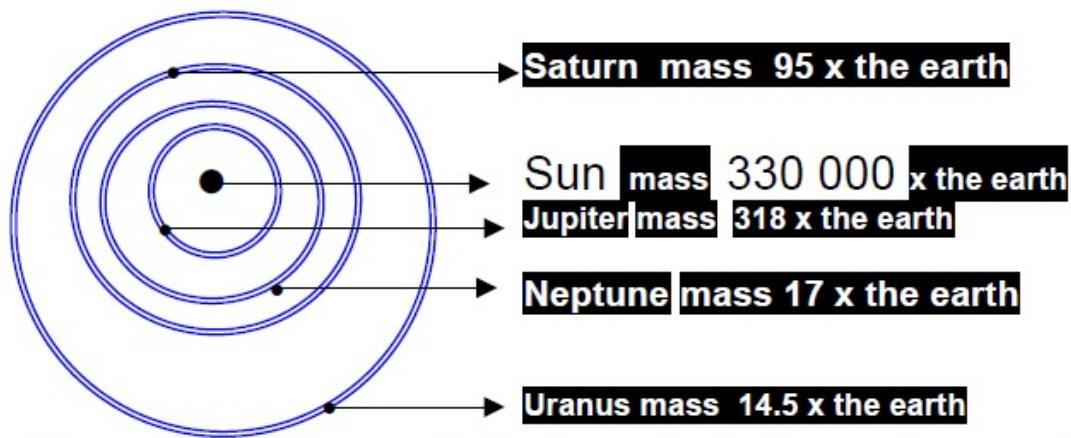 Saturn mass 95 x the earth
Sun mass 330 000 x the earth
Jupiter mass 318 x the earth
Neptune mass 17 x the earth
Uranus mass 14.5 x the earth